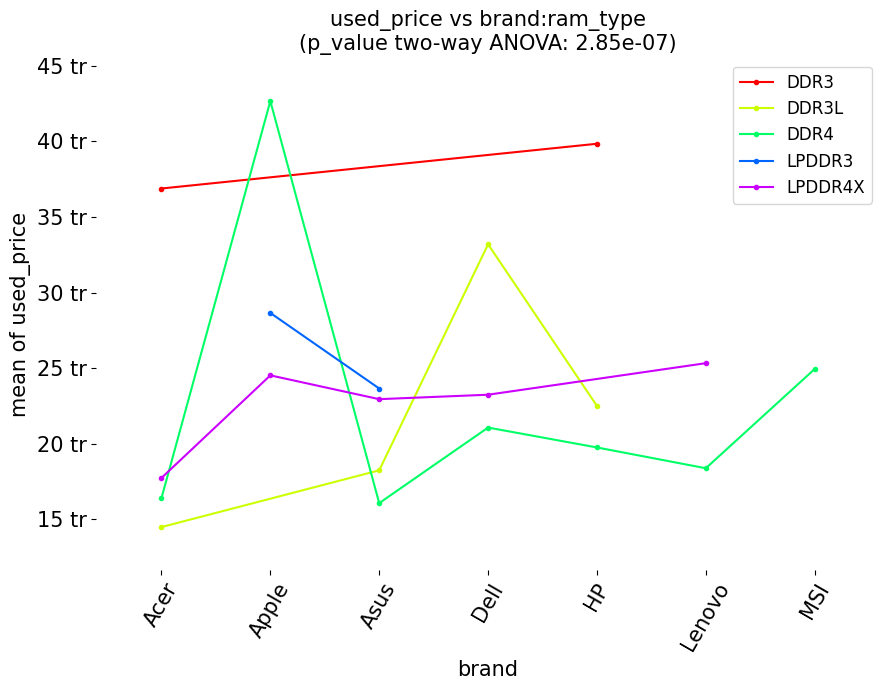 used_price vs brand:ram_type
(p_value two-way ANOVA: 2.85e-07)
45 tr
40 tr
35 tr
30 tr
25 tr
20 tr
15 tr
mean of used_price
DDR3
DDR3L
DDR4
LPDDR3
LPDDR4X
Acer
Apple
Asus
Dell
HP
Lenovo
MSI
brand